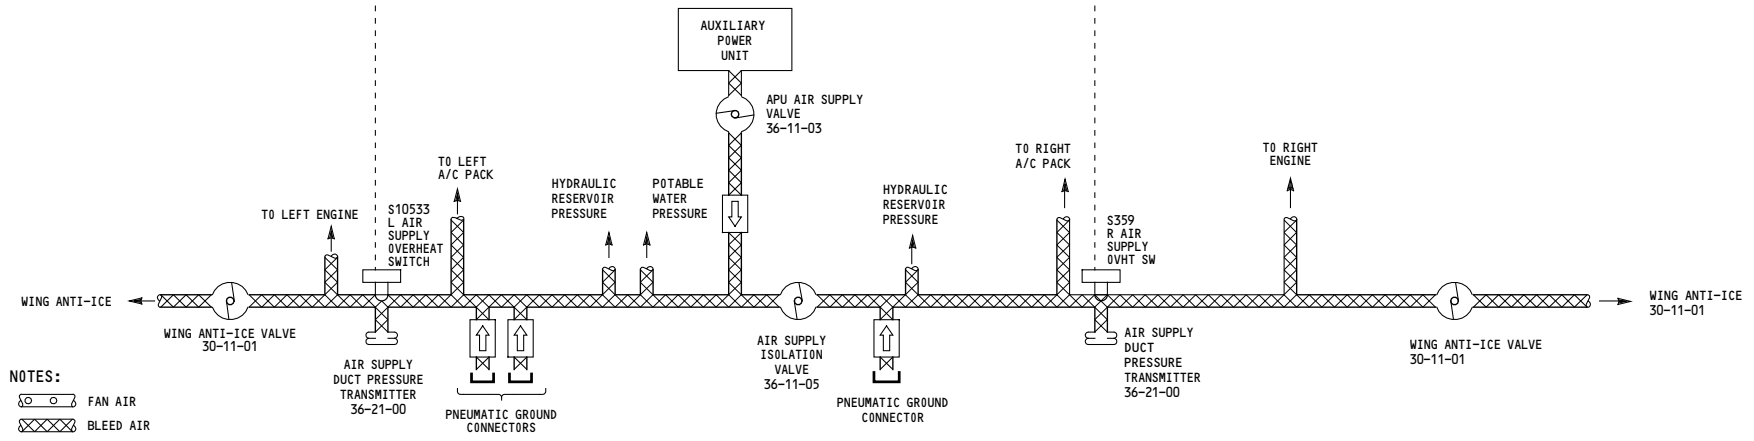 AUXILIARY
POWER
UNIT
APU AIR SUPPLY
VALVE
36-11-03
TO LEFT ENGINE
S10533
L AIR
SUPPLY
OVERHEAT
SWITCH
TO LEFT
A/C PACK
HYDRAULIC
RESERVOIR
PRESSURE
POTABLE
WATER
PRESSURE
HYDRAULIC
RESERVOIR
PRESSURE
TO RIGHT
A/C PACK
S359
R AIR
SUPPLY
OVHT SW
TO RIGHT
ENGINE
WING ANTI-ICE
WING ANTI-ICE VALVE
30-11-01
AIR SUPPLY
DUCT PRESSURE
TRANSMITTER
36-21-00
PNEUMATIC GROUND
CONNECTORS
AIR SUPPLY
ISOLATION
VALVE
36-11-05
PNEUMATIC GROUND
CONNECTOR
AIR SUPPLY
DUCT
PRESSURE
TRANSMITTER
36-21-00
WING ANTI-ICE VALVE
30-11-01
WING ANTI-ICE
30-11-01
NOTES:
FAN AIR
BLEED AIR